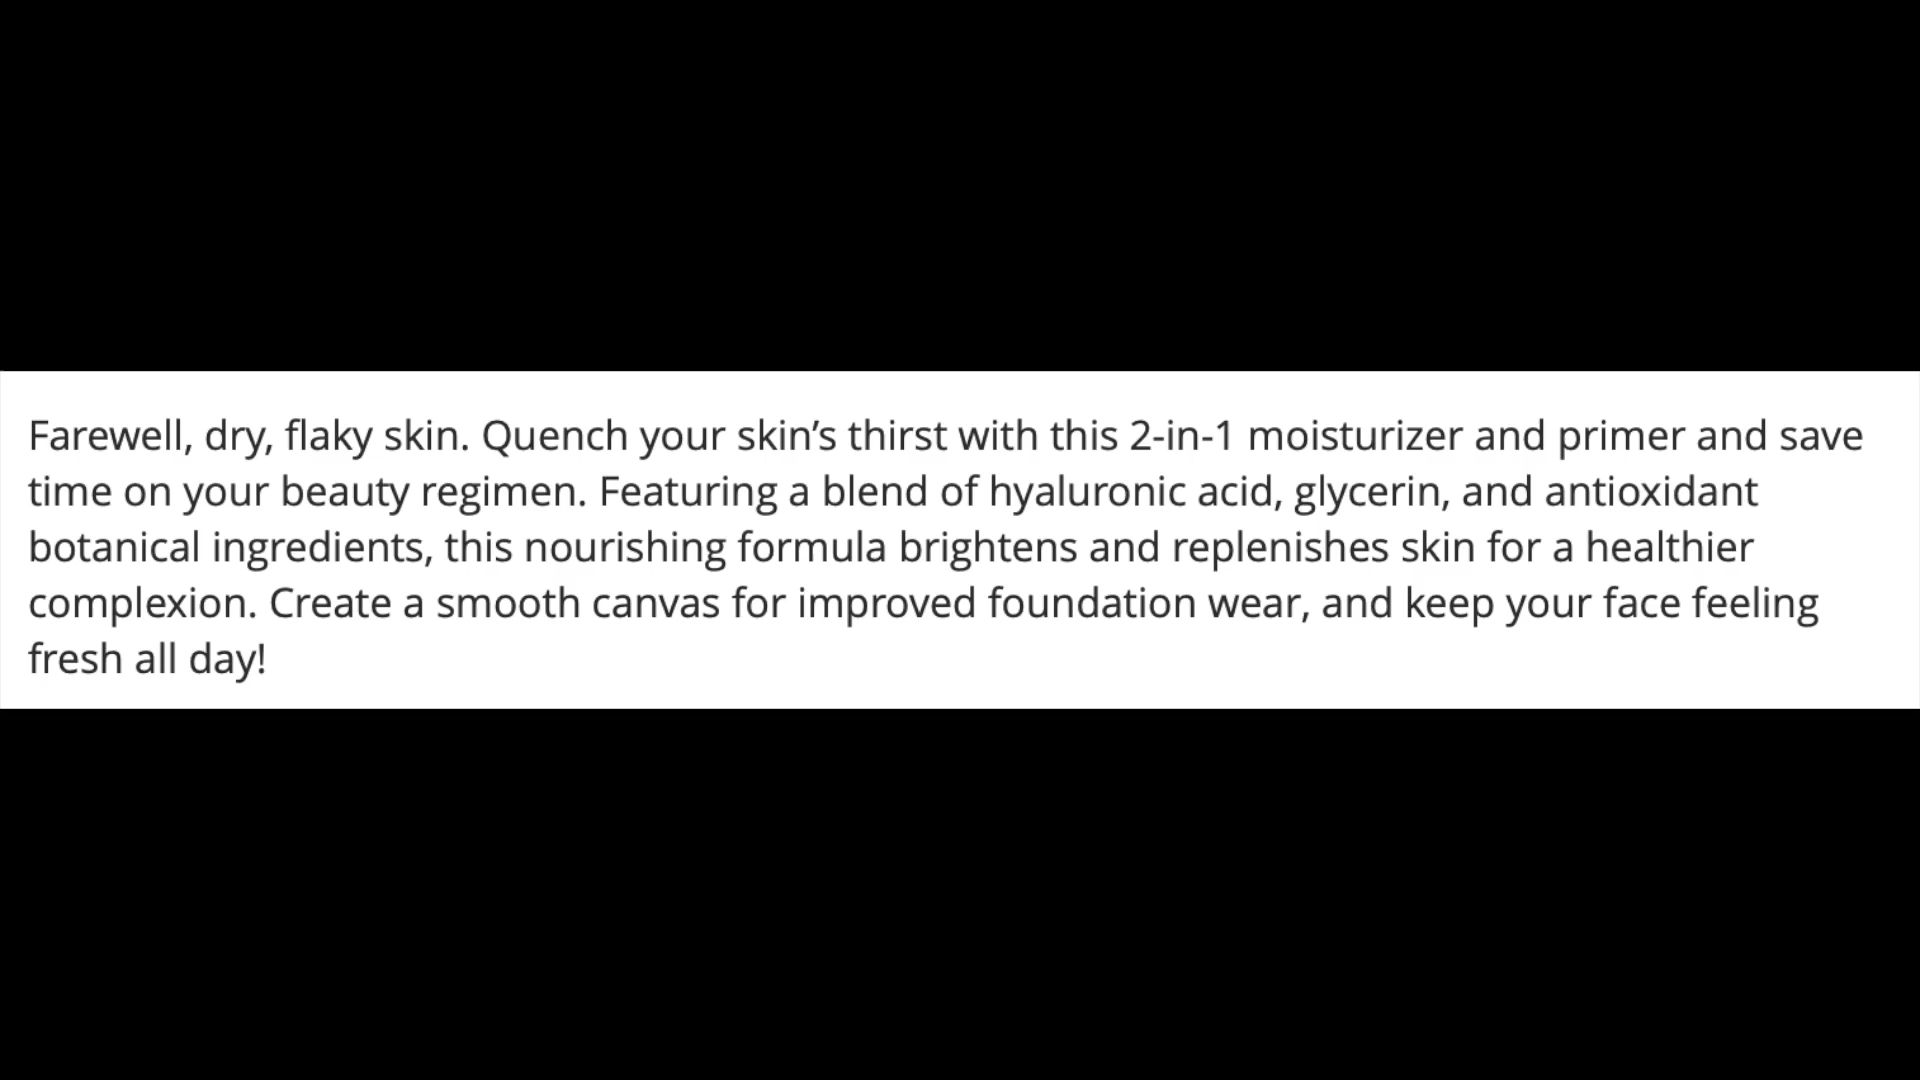 Farewell, dry, flaky skin. Quench your skin’s thirst with this 2-in-1 moisturizer and primer and save
time on your beauty regimen. Featuring a blend of hyaluronic acid, glycerin, and antioxidant
botanical ingredients, this nourishing formula brightens and replenishes skin for a healthier
complexion. Create a smooth canvas for improved foundation wear, and keep your face feeling
fresh all day!